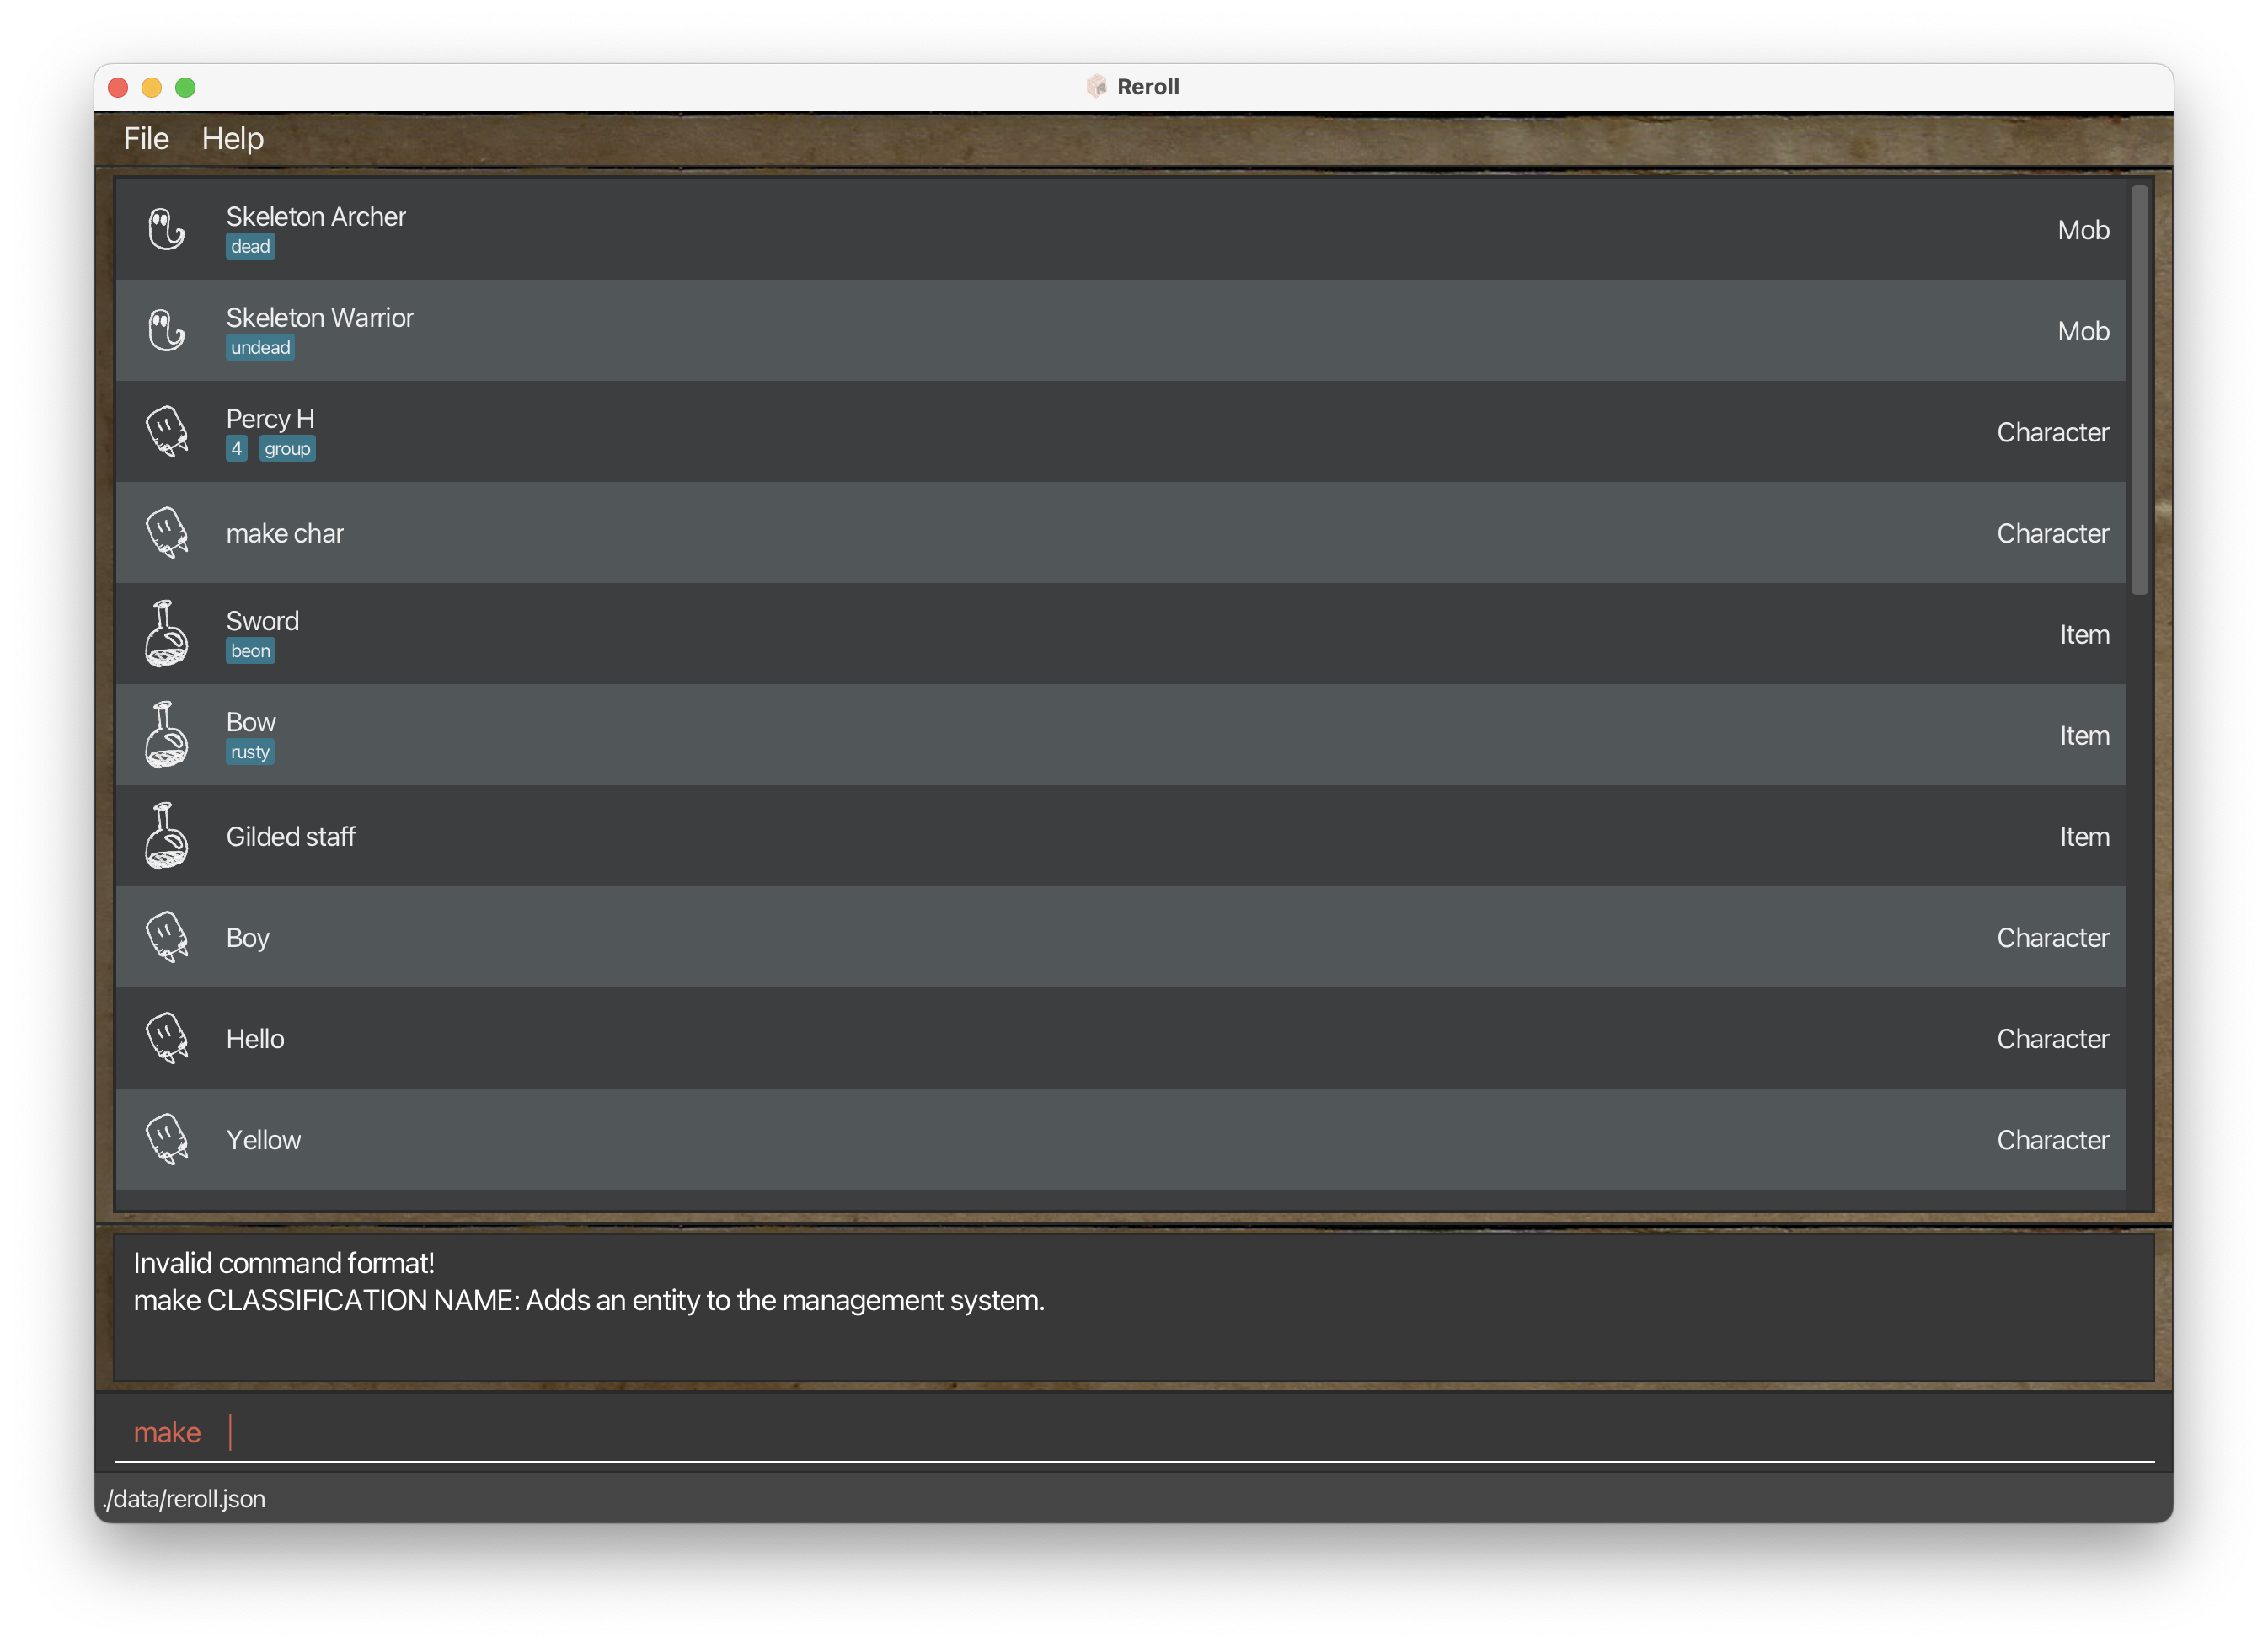 Reroll
File Help
Skeleton Archer
dead
Mob
Skeleton Warrior
undead
Mob
Percy H
4 group
Character
make char
Character
Sword
beon
Item
Bow
rusty
Item
Gilded staff
Item
Boy
Character
Hello
Character
Yellow
Character
Invalid command format!
make CLASSIFICATION NAME: Adds an entity to the management system.
make
./data/reroll.json